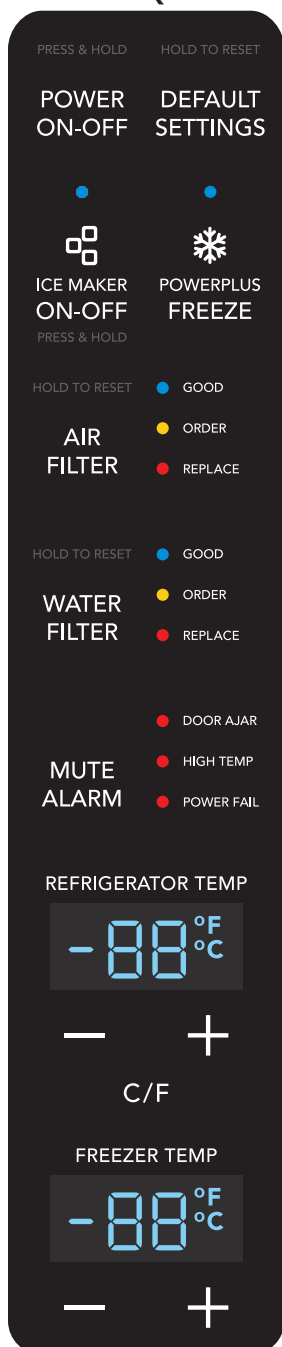 PRESS & HOLD
POWER
ON-OFF
HOLD TO RESET
DEFAULT
SETTINGS
ICE MAKER
ON-OFF
PRESS & HOLD
POWERPLUS
FREEZE
HOLD TO RESET
AIR
FILTER
GOOD
ORDER
REPLACE
HOLD TO RESET
WATER
FILTER
GOOD
ORDER
REPLACE
MUTE
ALARM
DOOR AJAR
HIGH TEMP
POWER FAIL
REFRIGERATOR TEMP
-88 °F
°C
— +
C/F
FREEZER TEMP
-88 °F
°C
— +